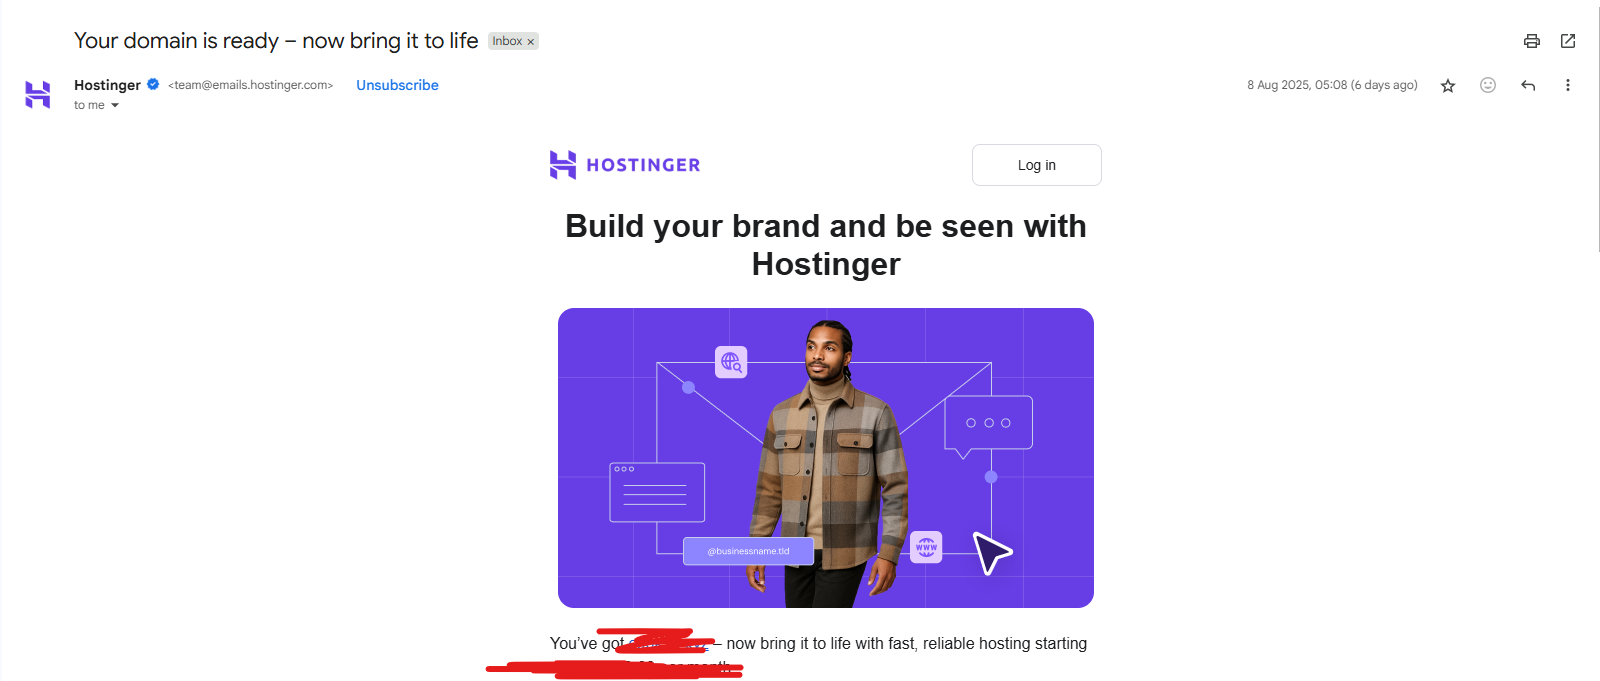 Your domain is ready – now bring it to life Inbox ×
Hostinger <team@emails.hostinger.com> Unsubscribe 8 Aug 2025, 05:08 (6 days ago)
to me
HOSTINGER Log in
Build your brand and be seen with
Hostinger
@businessname.tld
www
You've got – now bring it to life with fast, reliable hosting starting
month